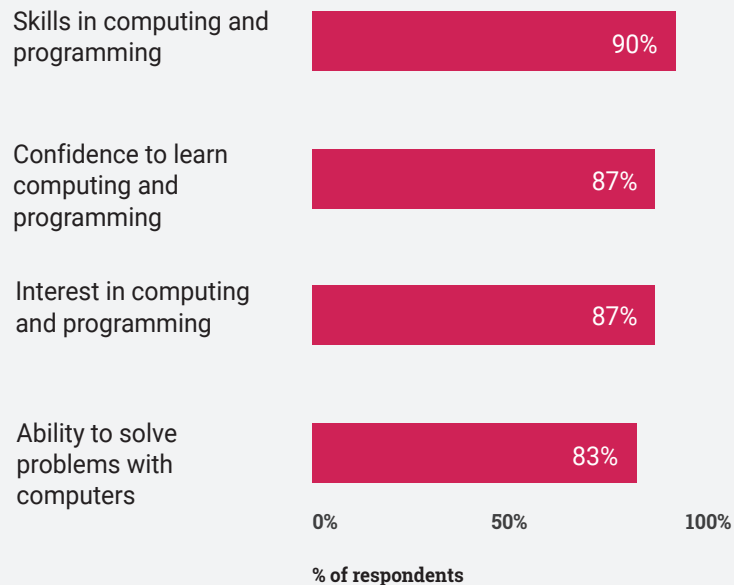 Skills in computing and
programming
90%
Confidence to learn
computing and
programming
87%
Interest in computing
and programming
87%
Ability to solve
problems with
computers
83%
0% 50% 100%
% of respondents